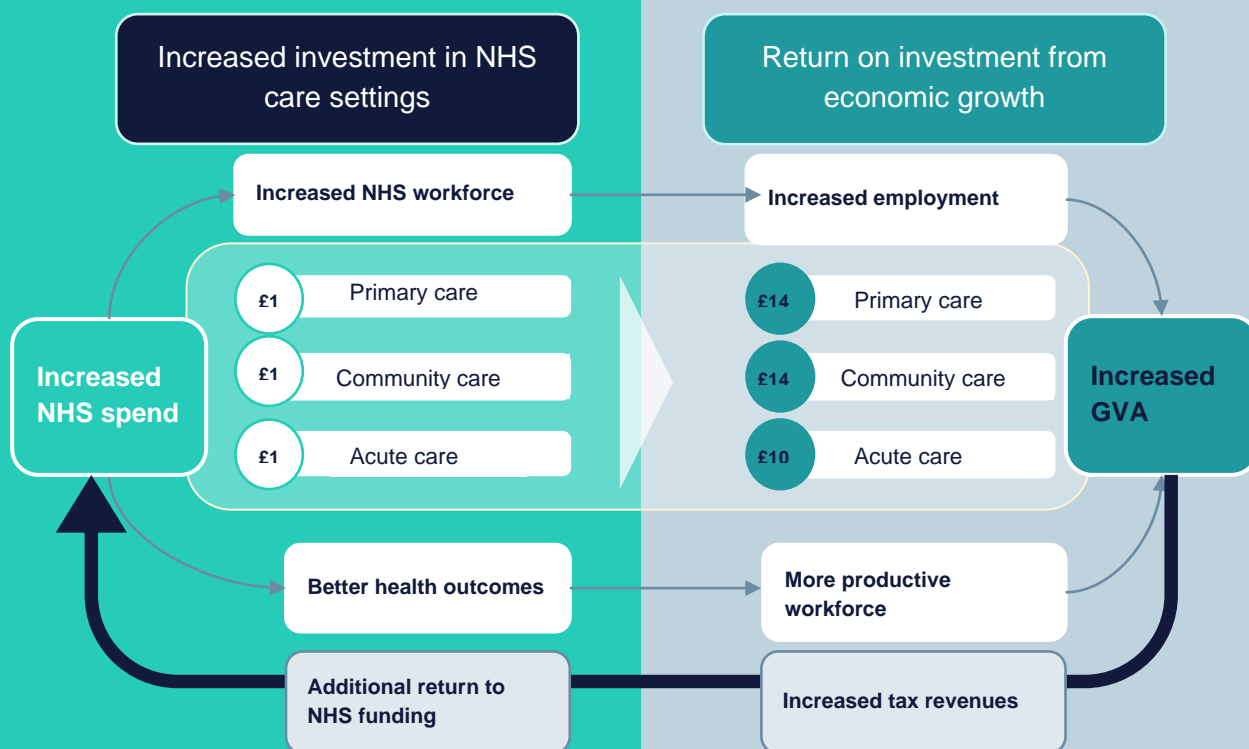 Increased investment in NHS
care settings
Return on investment from
economic growth
Increased NHS workforce
Increased employment
£1
Primary care
£14
Primary care
£1
Community care
£14
Community care
£1
Acute care
£10
Acute care
Increased
NHS spend
Increased
GVA
Better health outcomes
More productive
workforce
Additional return to
NHS funding
Increased tax revenues